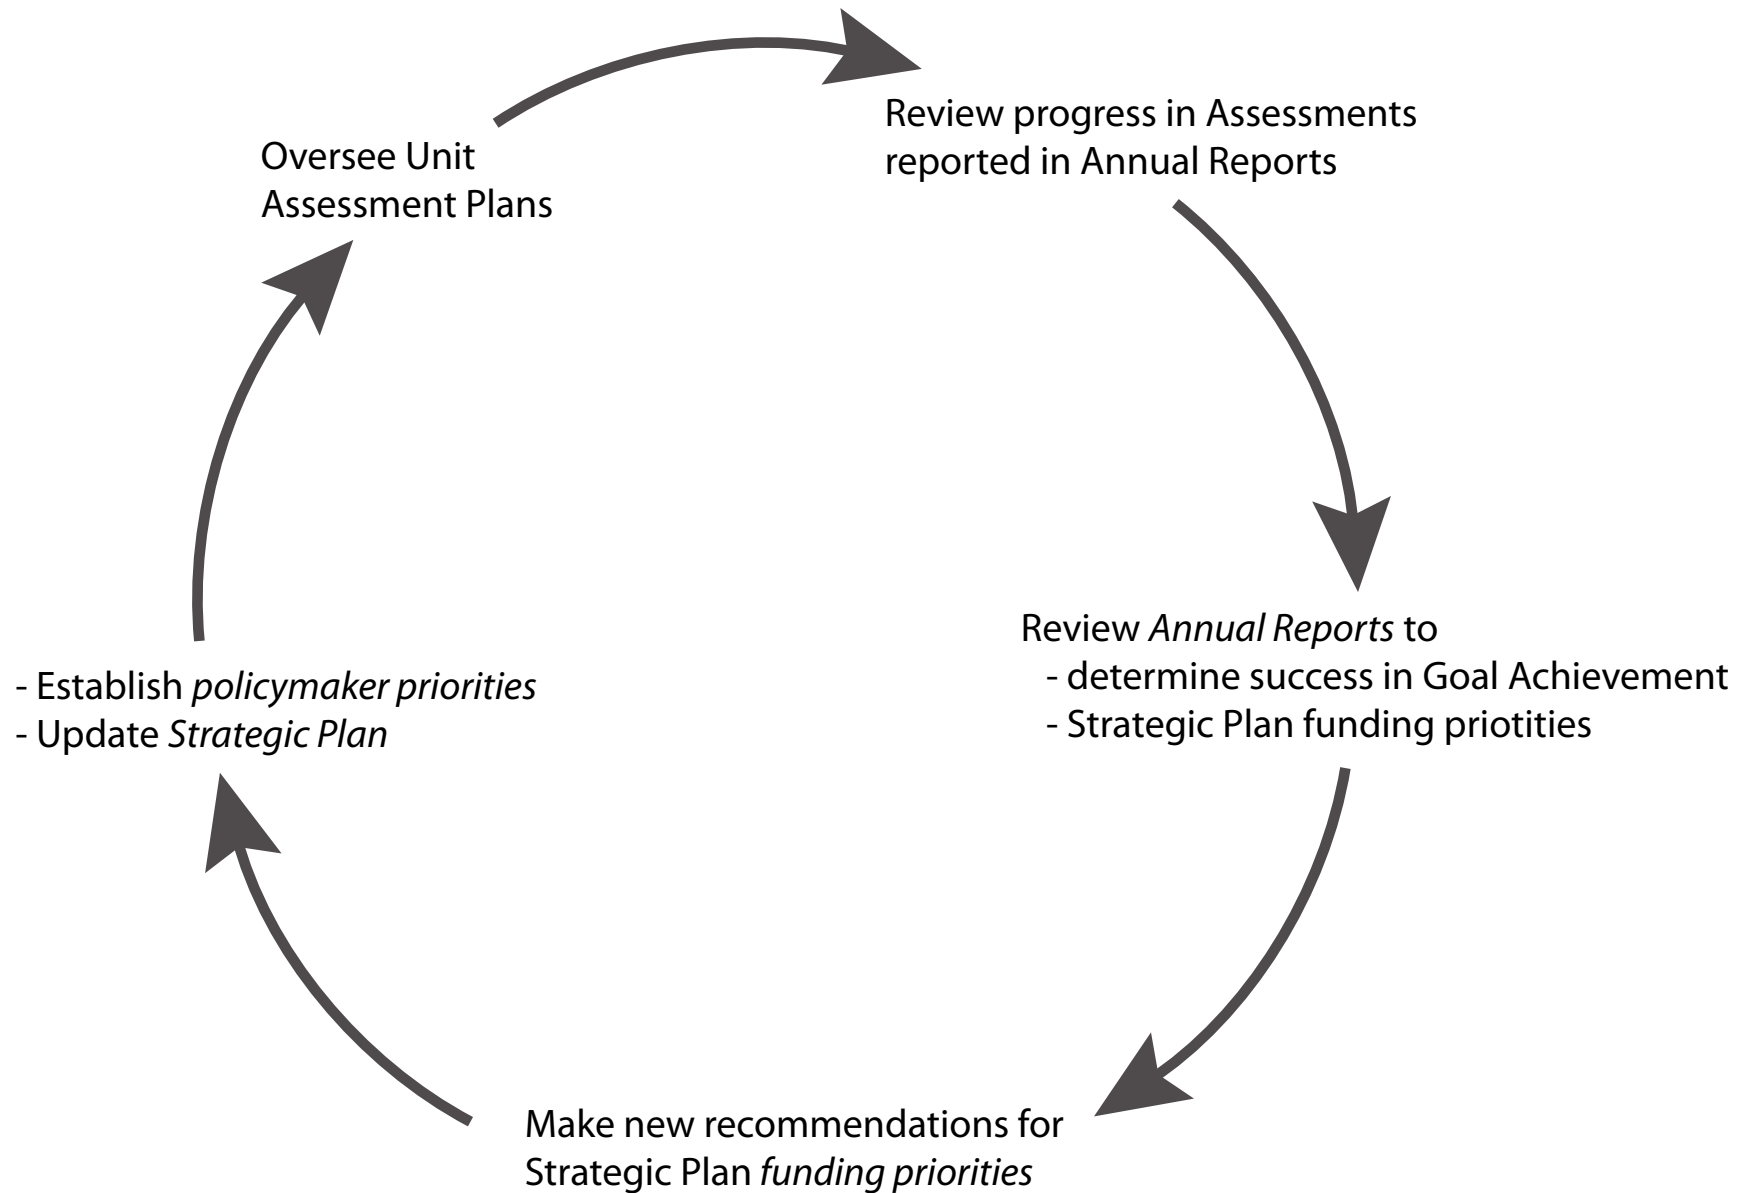 Oversee Unit
Assessment Plans
Review progress in Assessments
reported in Annual Reports
Review Annual Reports to
- determine success in Goal Achievement
- Strategic Plan funding priotities
Make new recommendations for
Strategic Plan funding priorities
- Establish policymaker priorities
- Update Strategic Plan